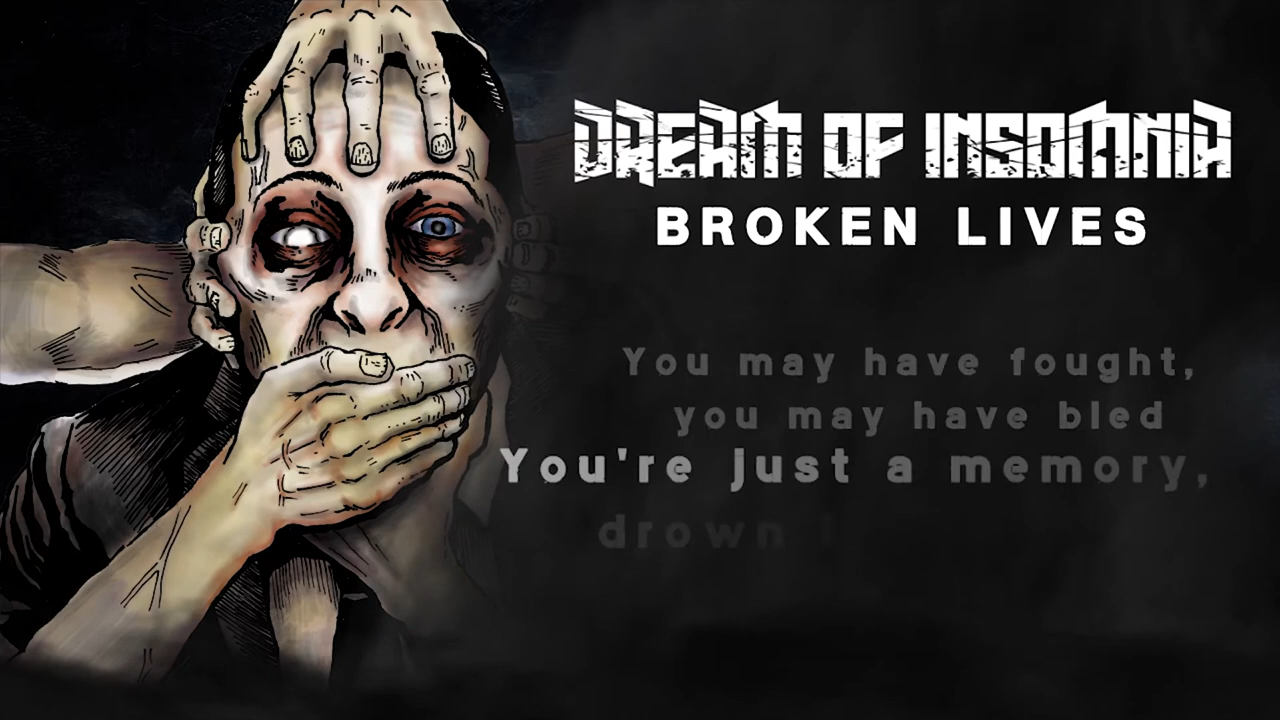 DREAM OF INSOMNIA
BROKEN LIVES
You may have fought,
you may have bled
You're just a memory,
drown